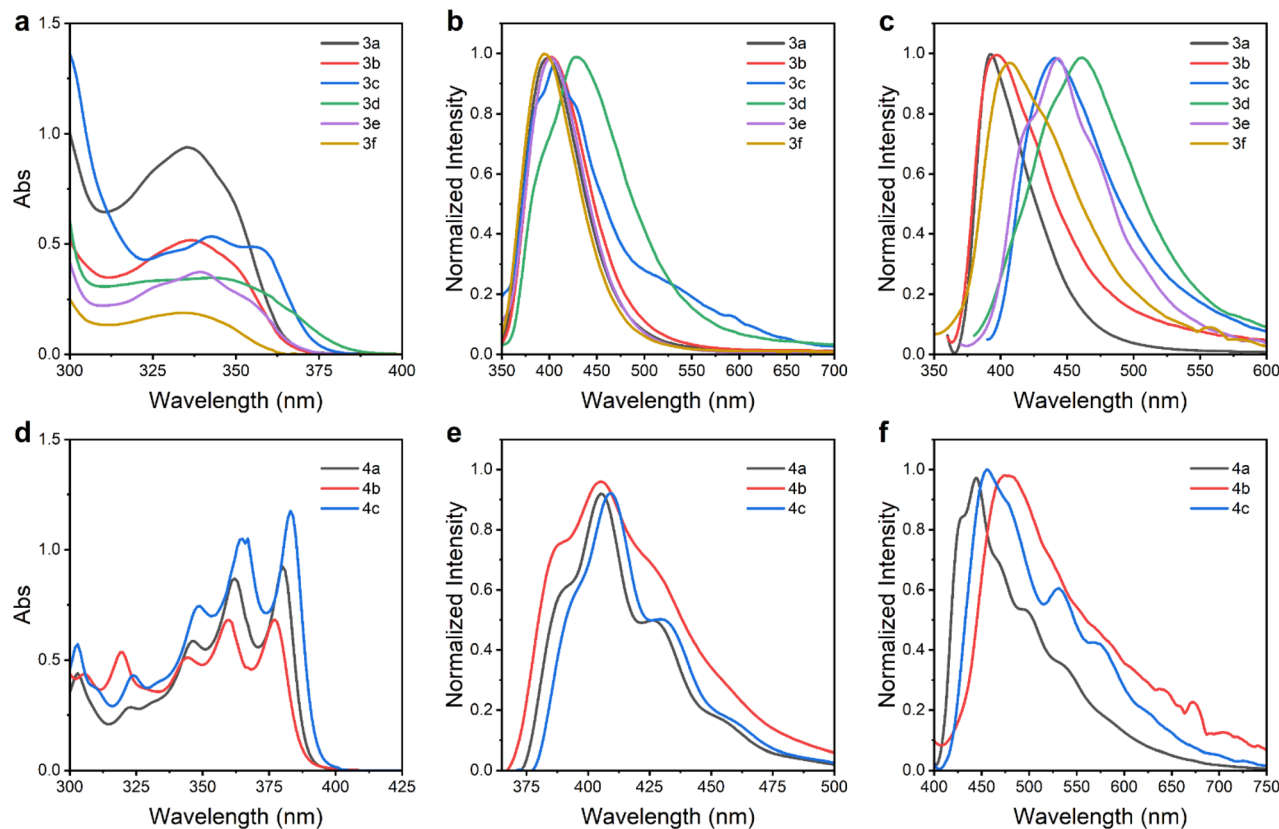 a
1.5
1.0
0.5
0.0
Abs
300 325 350 375 400
Wavelength (nm)
3a
3b
3c
3d
3e
3f
b
1.0
0.8
0.6
0.4
0.2
0.0
Normalized Intensity
350 400 450 500 550 600 650 700
Wavelength (nm)
3a
3b
3c
3d
3e
3f
c
1.0
0.8
0.6
0.4
0.2
0.0
Normalized Intensity
350 400 450 500 550 600
Wavelength (nm)
3a
3b
3c
3d
3e
3f
d
1.5
1.0
0.5
0.0
Abs
300 325 350 375 400 425
Wavelength (nm)
4a
4b
4c
e
1.0
0.8
0.6
0.4
0.2
0.0
Normalized Intensity
375 400 425 450 475 500
Wavelength (nm)
4a
4b
4c
f
1.0
0.8
0.6
0.4
0.2
0.0
Normalized Intensity
400 450 500 550 600 650 700 750
Wavelength (nm)
4a
4b
4c